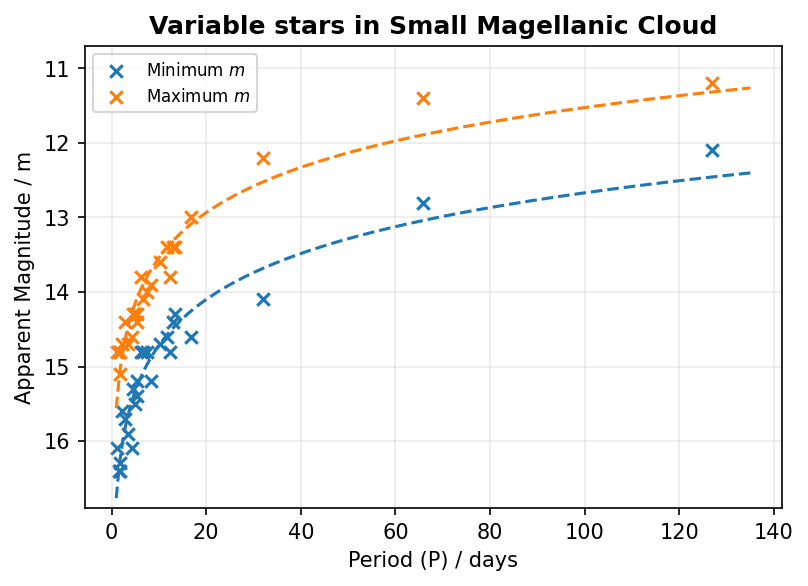 Variable stars in Small Magellanic Cloud
Minimum m
Maximum m
Apparent Magnitude / m
11
12
13
14
15
16
0 20 40 60 80 100 120 140
Period (P) / days